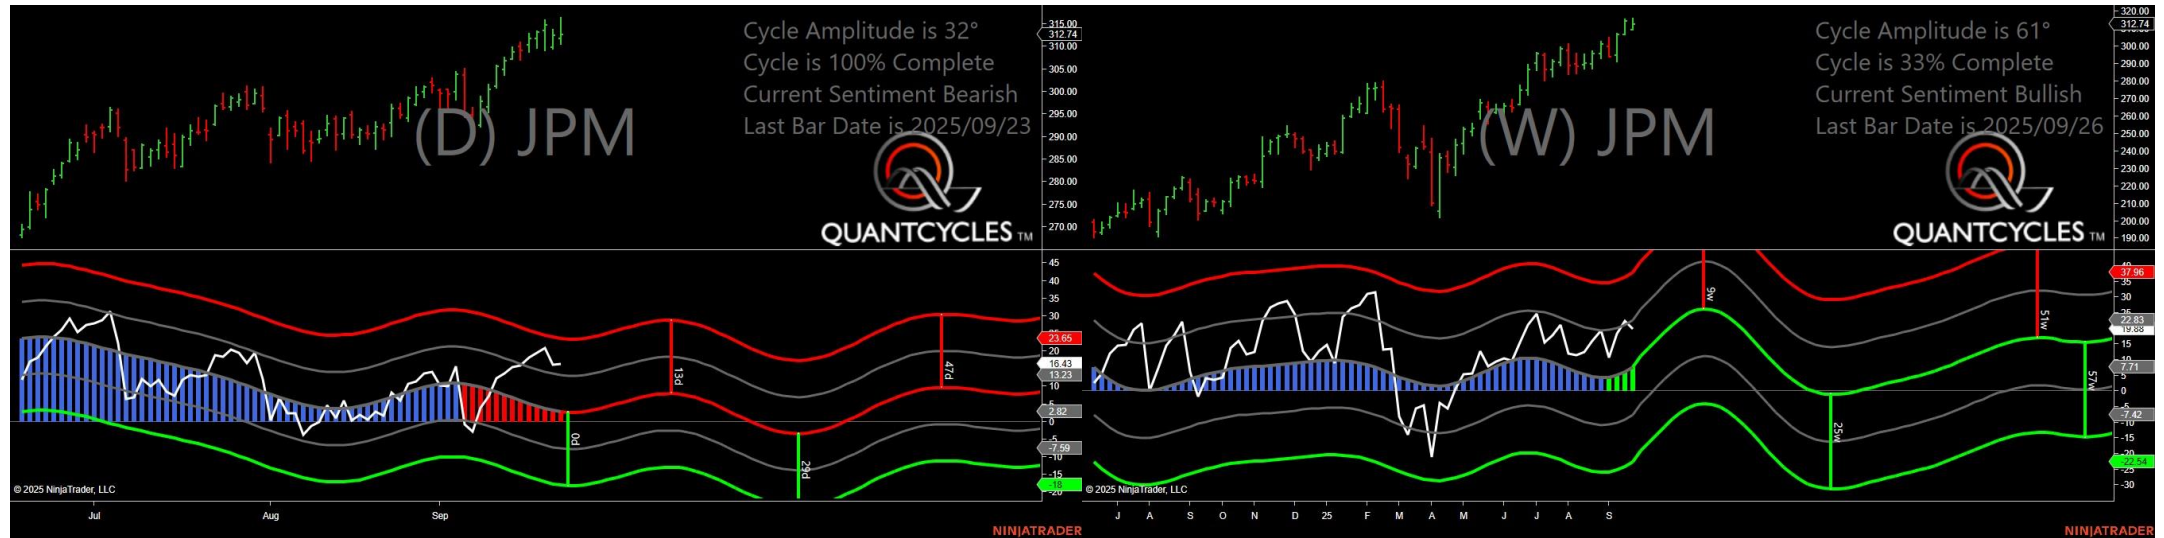 Cycle Amplitude is 32°
Cycle is 100% Complete
Current Sentiment Bearish
Last Bar Date is 2025/09/23
(D) JPM
QUANTCYCLES TM
315.00
312.74
310.00
305.00
300.00
295.00
290.00
285.00
280.00
275.00
270.00
45
40
35
30
23.65
20
16.43
13.23
10
5
2.82
0
-5
-7.59
-10
-15
-18
-20
0d
13d
29d
47d
© 2025 NinjaTrader, LLC
Jul
Aug
Sep
NINJATRADER
Cycle Amplitude is 61°
Cycle is 33% Complete
Current Sentiment Bullish
Last Bar Date is 2025/09/26
(W) JPM
QUANTCYCLES TM
320.00
312.74
300.00
290.00
280.00
270.00
260.00
250.00
240.00
230.00
220.00
210.00
200.00
190.00
37.96
35
30
22.83
19.88
15
10
7.71
5
0
-5
-7.42
-10
-15
-22.54
-25
-30
9w
25w
51w
57w
© 2025 NinjaTrader, LLC
J
A
S
O
N
D
25
F
M
A
M
J
J
A
S
NINJATRADER